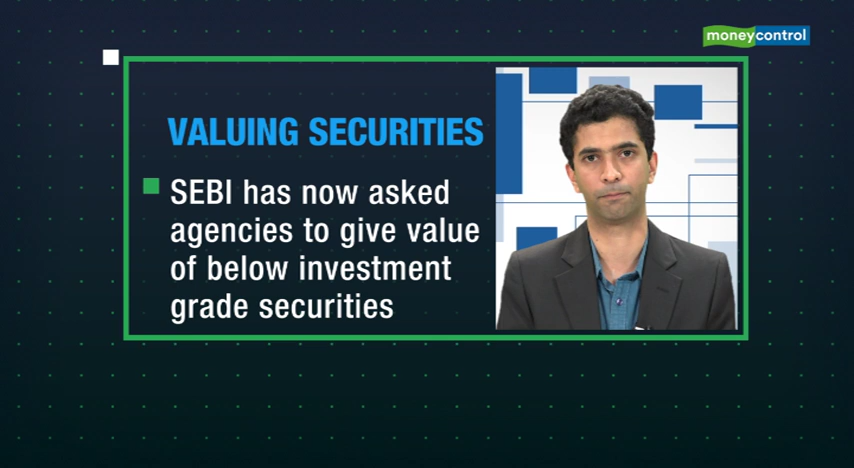 moneycontrol
VALUING SECURITIES
SEBI has now asked
agencies to give value
of below investment
grade securities